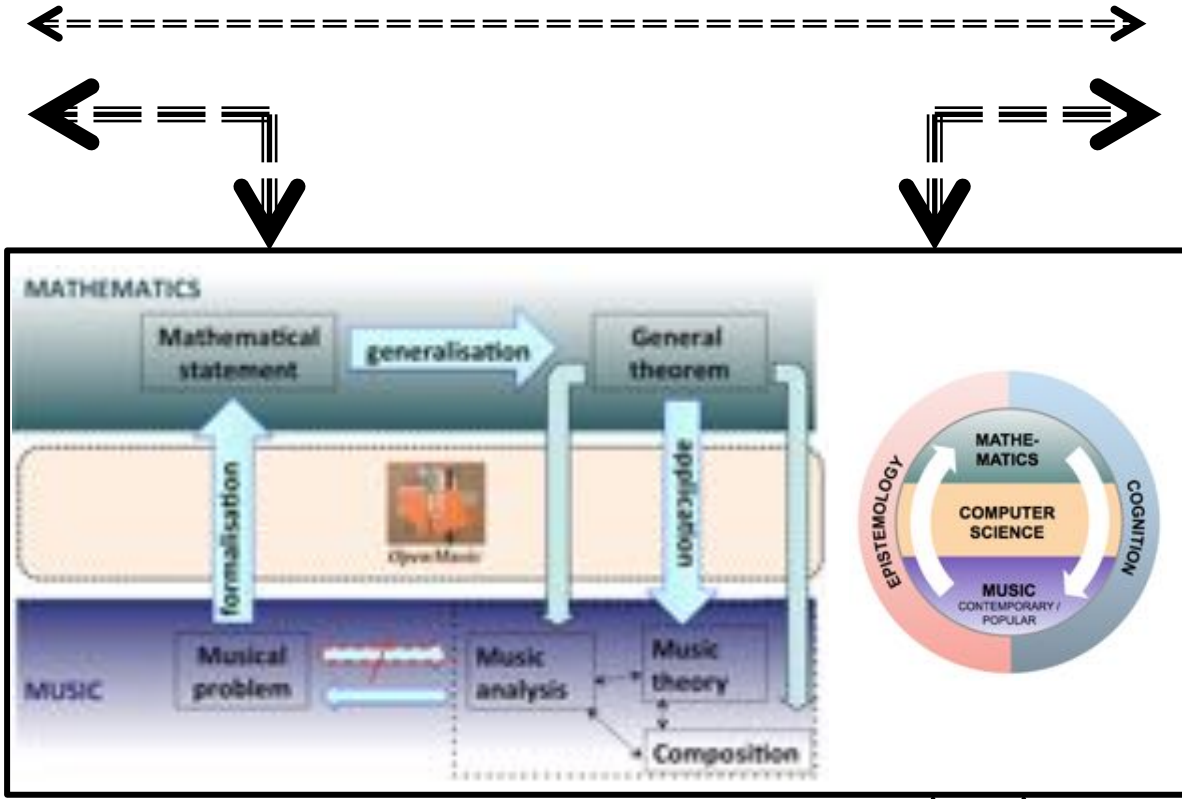 MATHEMATICS
Mathematical
statement
generalisation
General
theorem
formalisation
OpenMusic
application
Musical
problem
Music
analysis
Music
theory
MUSIC
Composition
EPISTEMOLOGY
MATHE-
MATICS
COMPUTER
SCIENCE
MUSIC
CONTEMPORARY /
POPULAR
COGNITION